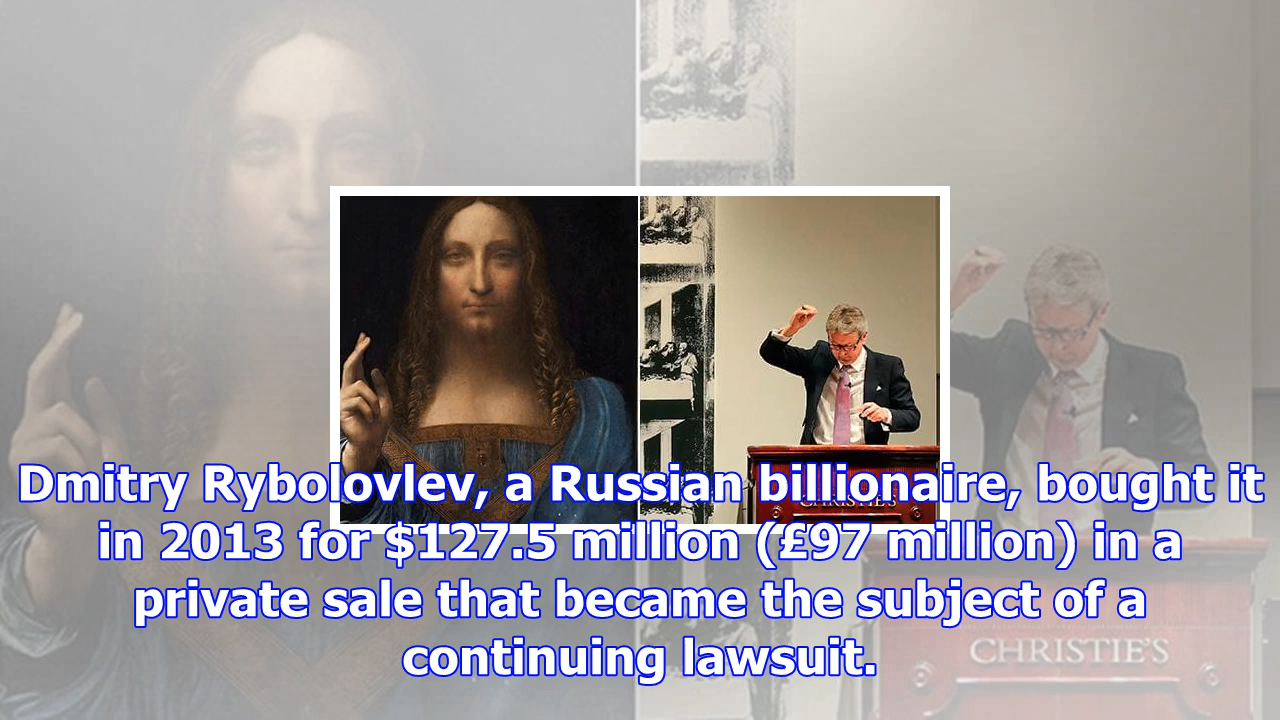 CHRISTIE'S
Dmitry Rybolovlev, a Russian billionaire, bought it
in 2013 for $127.5 million (£97 million) in a
private sale that became the subject of a
continuing lawsuit.
CHRISTIE'S